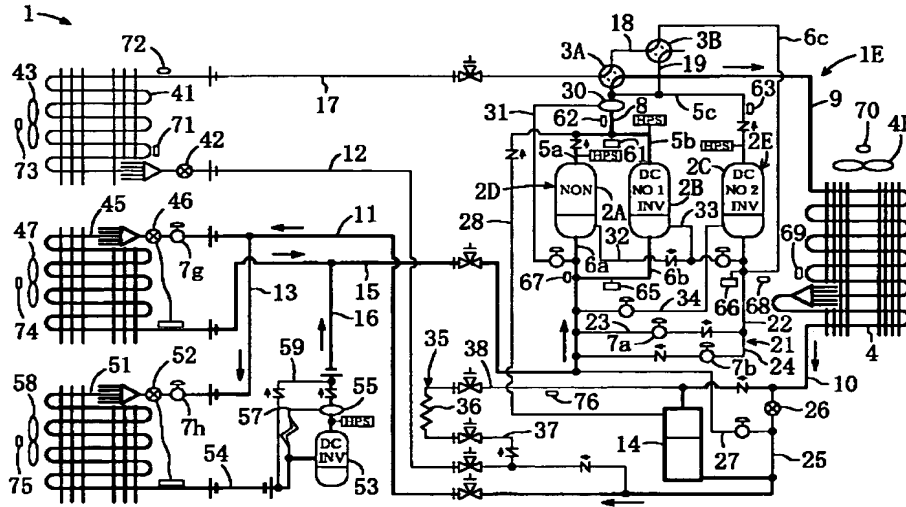 1
18
3A
3B
6c
1E
72
43
41
17
19
31
30
62
8
HPS
5c
63
9
70
4E
73
71
42
12
5a
HPS
61
5b
HPS
2E
2C
2D
NON
2A
DC
NO 1
INV
2B
DC
NO 2
INV
46
45
11
47
7g
28
32
33
69
13
15
67
6a
6b
65
34
66
68
74
16
23
7a
22
21
24
4
52
51
59
35
38
7b
10
58
55
36
76
26
57
7h
HPS
37
14
DC
INV
53
54
27
25
75